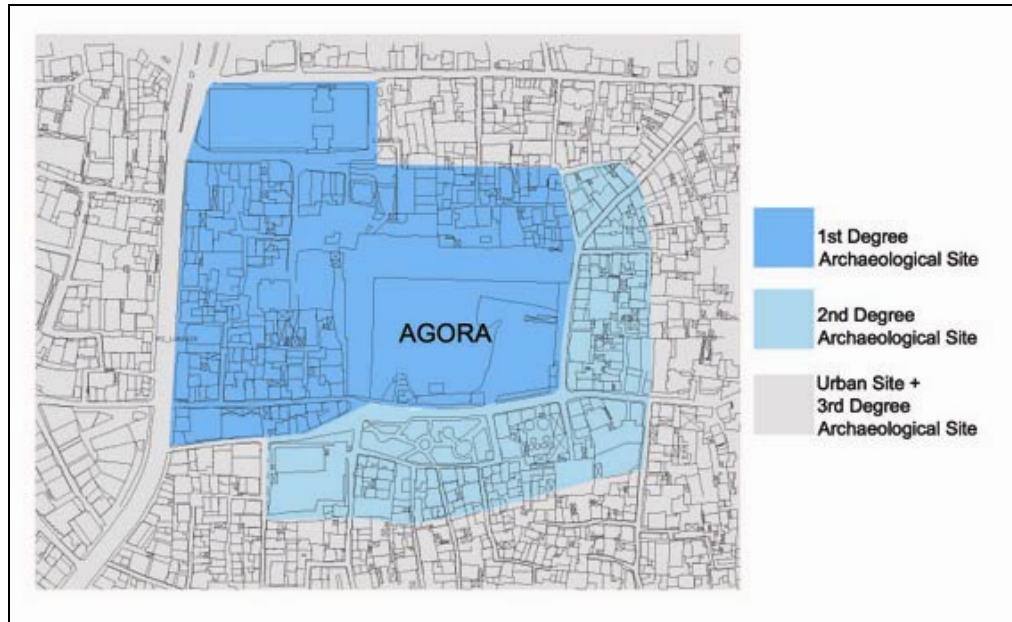 AGORA
1st Degree
Archaeological Site
2nd Degree
Archaeological Site
Urban Site +
3rd Degree
Archaeological Site